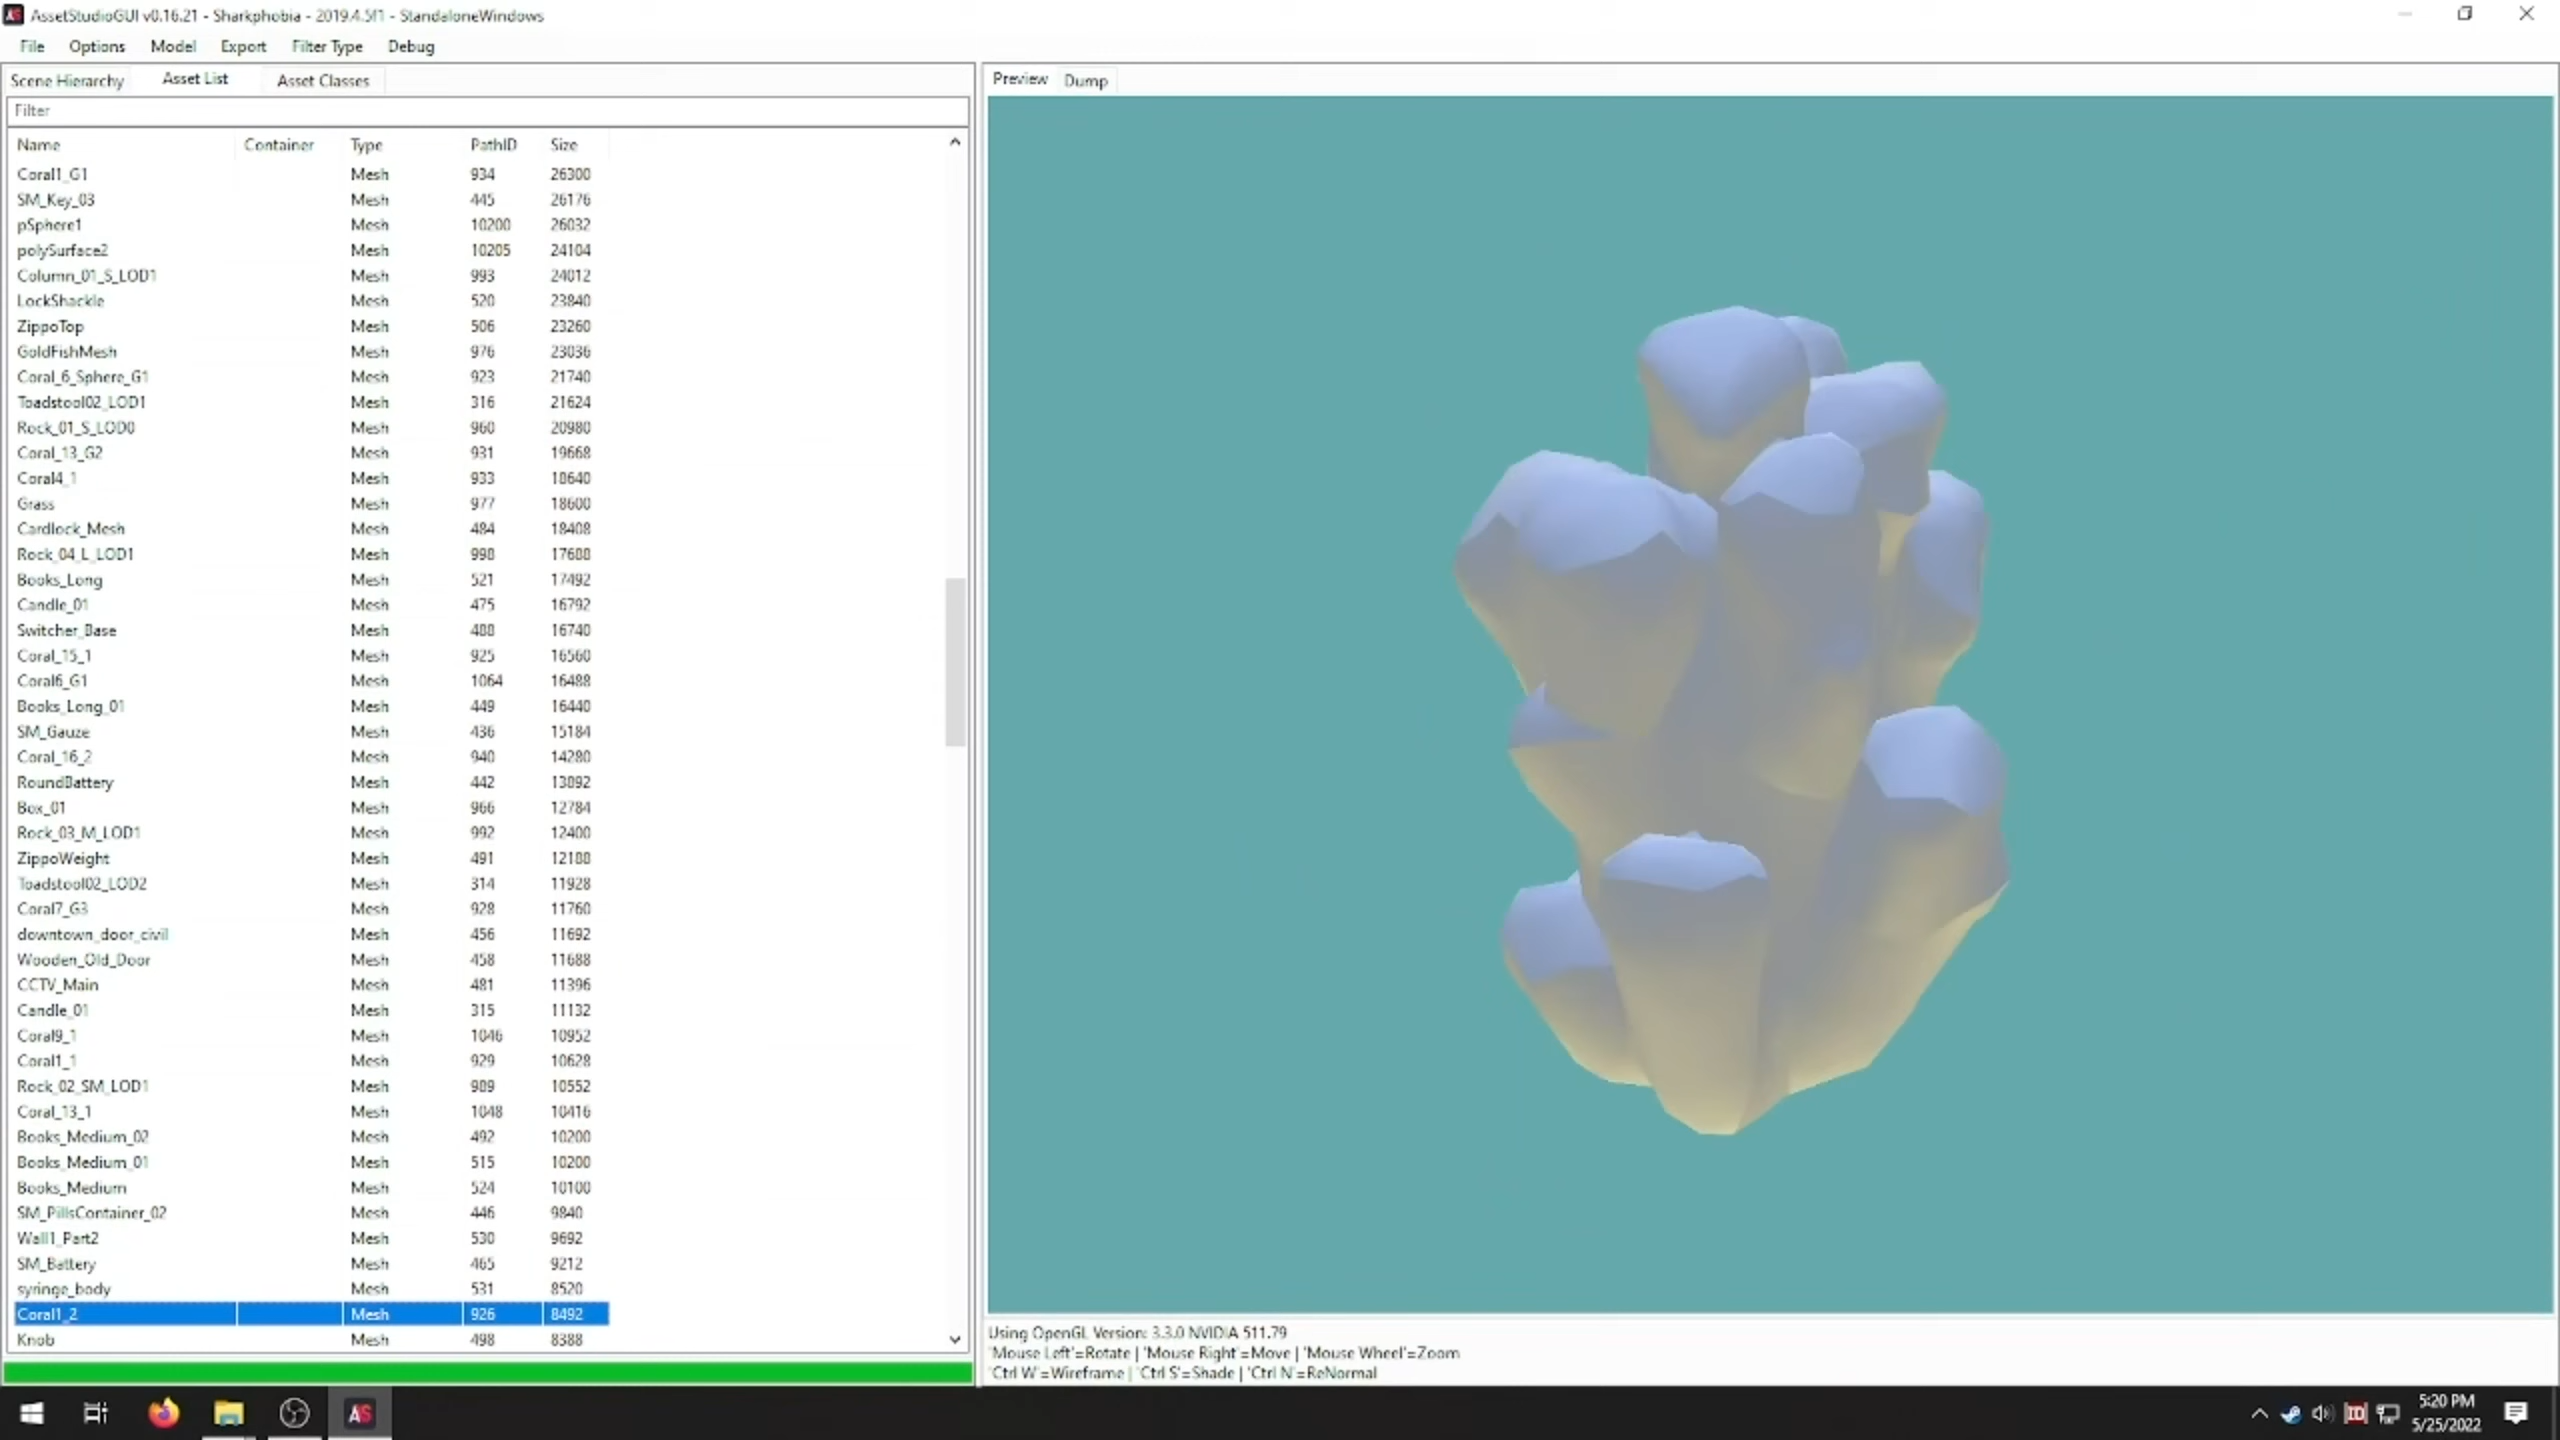 AssetStudioGUI v0.16.21 - Sharkphobia - 2019.4.5f1 - StandaloneWindows
File Options Model Export Filter Type Debug
Scene Hierarchy Asset List Asset Classes
Filter
Name Container Type PathID Size
Coral1_G1 Mesh 934 26300
SM_Key_03 Mesh 445 26176
pSphere1 Mesh 10200 26032
polySurface2 Mesh 10205 24104
Column_01_S_LOD1 Mesh 993 24012
LockShackle Mesh 520 23840
ZippoTop Mesh 506 23260
GoldFishMesh Mesh 976 23036
Coral_6_Sphere_G1 Mesh 923 21740
Toadstool02_LOD1 Mesh 316 21624
Rock_01_S_LOD0 Mesh 960 20980
Coral_13_G2 Mesh 931 19668
Coral4_1 Mesh 933 18640
Grass Mesh 977 18600
Cardlock_Mesh Mesh 484 18408
Rock_04_L_LOD1 Mesh 998 17688
Books_Long Mesh 521 17492
Candle_01 Mesh 475 16792
Switcher_Base Mesh 488 16740
Coral_15_1 Mesh 925 16560
Coral6_G1 Mesh 1064 16488
Books_Long_01 Mesh 449 16440
SM_Gauze Mesh 436 15184
Coral_16_2 Mesh 940 14280
RoundBattery Mesh 442 13892
Box_01 Mesh 966 12784
Rock_03_M_LOD1 Mesh 992 12400
ZippoWeight Mesh 491 12188
Toadstool02_LOD2 Mesh 314 11928
Coral7_G3 Mesh 928 11760
downtown_door_civil Mesh 456 11692
Wooden_Old_Door Mesh 458 11688
CCTV_Main Mesh 481 11396
Candle_01 Mesh 315 11132
Coral9_1 Mesh 1046 10952
Coral1_1 Mesh 929 10628
Rock_02_SM_LOD1 Mesh 989 10552
Coral_13_1 Mesh 1048 10416
Books_Medium_02 Mesh 492 10200
Books_Medium_01 Mesh 515 10200
Books_Medium Mesh 524 10100
SM_PillsContainer_02 Mesh 446 9840
Wall1_Part2 Mesh 530 9692
SM_Battery Mesh 465 9212
syringe_body Mesh 531 8520
Coral1_2 Mesh 926 8492
Knob Mesh 498 8388
Preview Dump
Using OpenGL Version: 3.3.0 NVIDIA 511.79
'Mouse Left'=Rotate | 'Mouse Right'=Move | 'Mouse Wheel'=Zoom
'Ctrl W'=Wireframe | 'Ctrl S'=Shade | 'Ctrl N'=ReNormal
AS
5:20 PM
5/25/2022